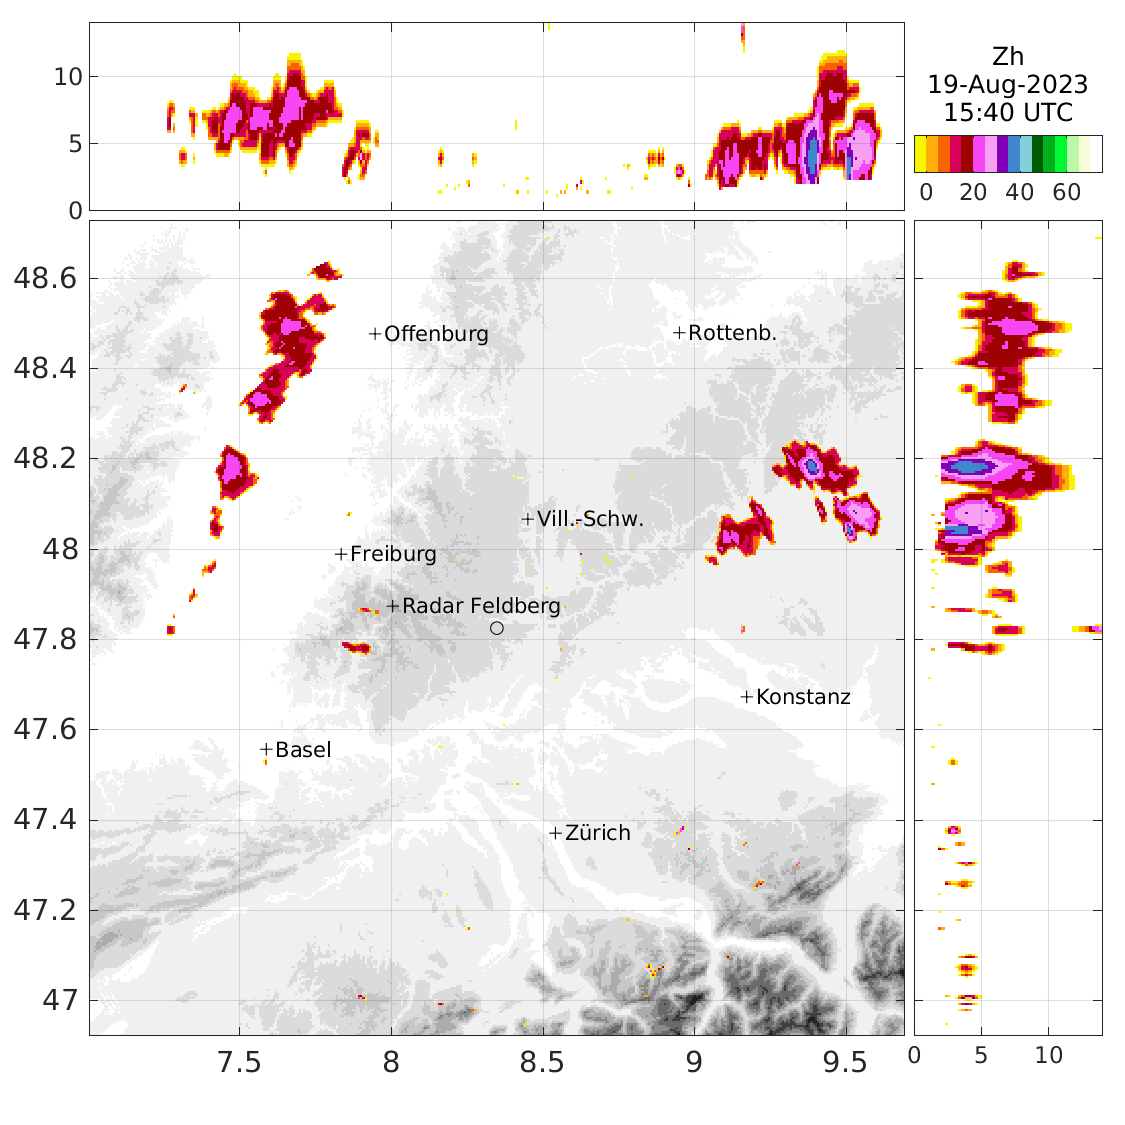 Zh
19-Aug-2023
15:40 UTC
0 20 40 60
10
5
0
48.6
48.4
48.2
48
47.8
47.6
47.4
47.2
47
+Offenburg
+Rottenb.
+Vill.-Schw.
+Freiburg
+Radar Feldberg
+Konstanz
+Basel
+Zürich
7.5 8 8.5 9 9.5
0 5 10